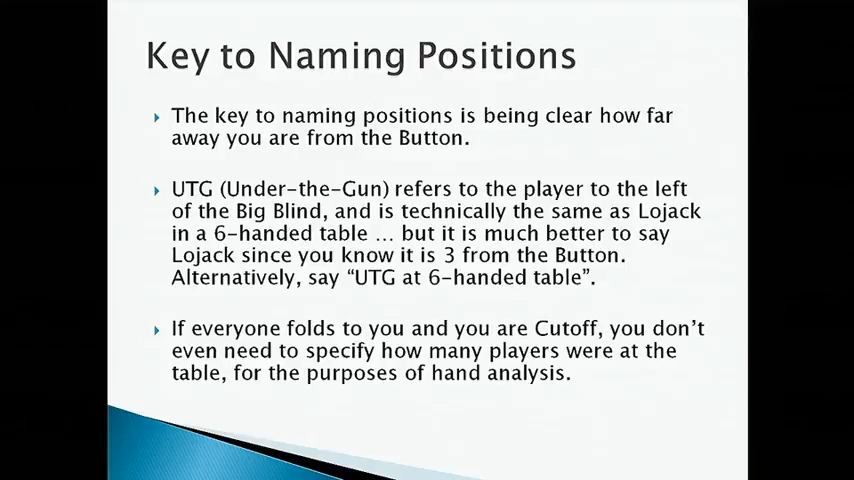 Key to Naming Positions
The key to naming positions is being clear how far
away you are from the Button.
UTG (Under-the-Gun) refers to the player to the left
of the Big Blind, and is technically the same as Lojack
in a 6-handed table ... but it is much better to say
Lojack since you know it is 3 from the Button.
Alternatively, say “UTG at 6-handed table”.
If everyone folds to you and you are Cutoff, you don’t
even need to specify how many players were at the
table, for the purposes of hand analysis.